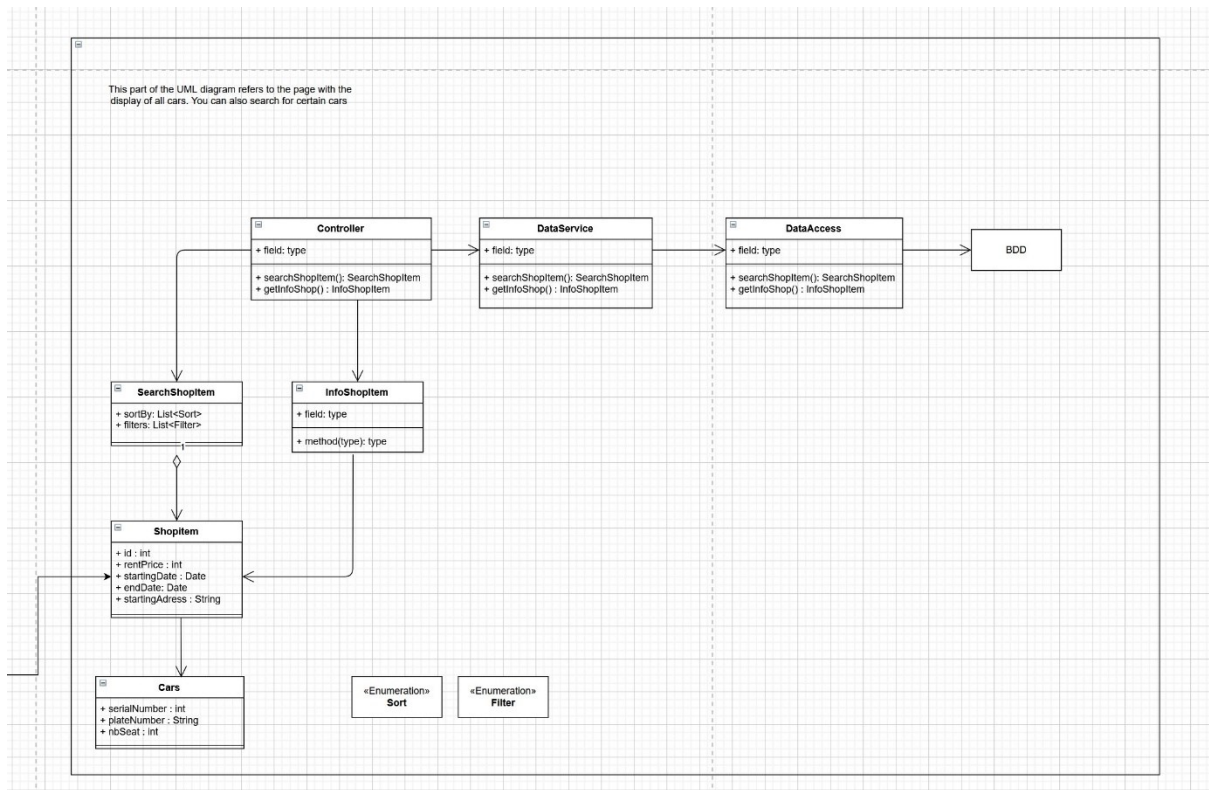 This part of the UML diagram refers to the page with the
display of all cars. You can also search for certain cars
Controller
+ field: type
+ searchShopItem(): SearchShopItem
+ getInfoShop() : InfoShopItem
DataService
+ field: type
+ searchShopItem(): SearchShopItem
+ getInfoShop() : InfoShopItem
DataAccess
+ field: type
+ searchShopItem(): SearchShopItem
+ getInfoShop() : InfoShopItem
BDD
SearchShopItem
+ sortBy: List<Sort>
+ filters: List<Filter>
1
InfoShopItem
+ field: type
+ method(type): type
ShopItem
+ id : int
+ rentPrice : int
+ startingDate : Date
+ endDate: Date
+ startingAdress : String
Cars
+ serialNumber : int
+ plateNumber : String
+ nbSeat : int
«Enumeration»
Sort
«Enumeration»
Filter